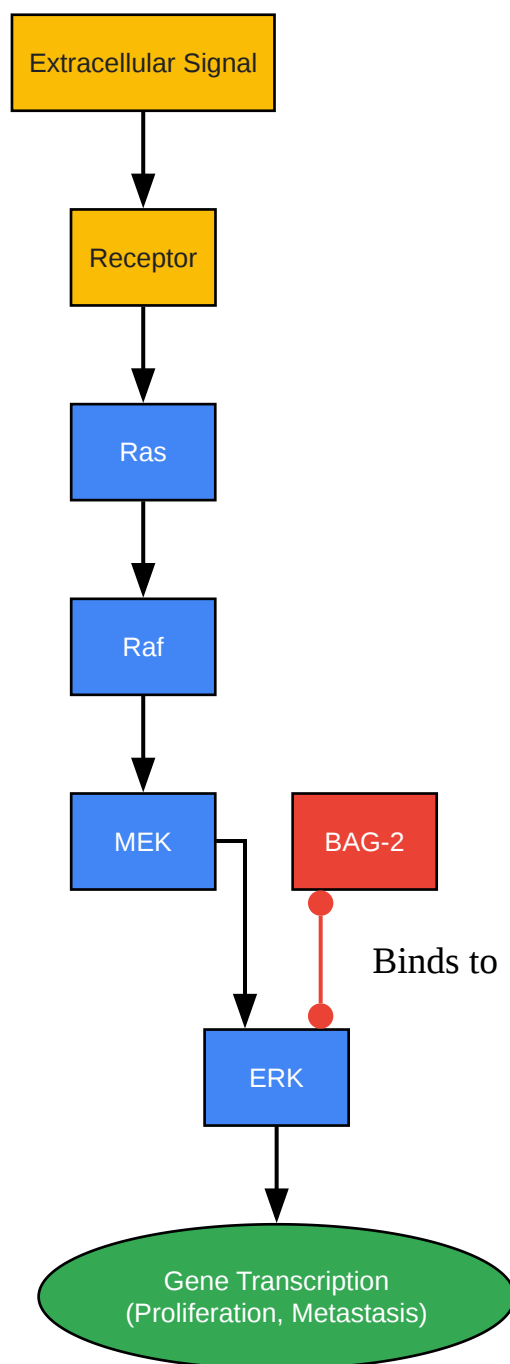 Extracellular Signal
Receptor
Ras
Raf
MEK
BAG-2
Binds to
ERK
Gene Transcription
(Proliferation, Metastasis)